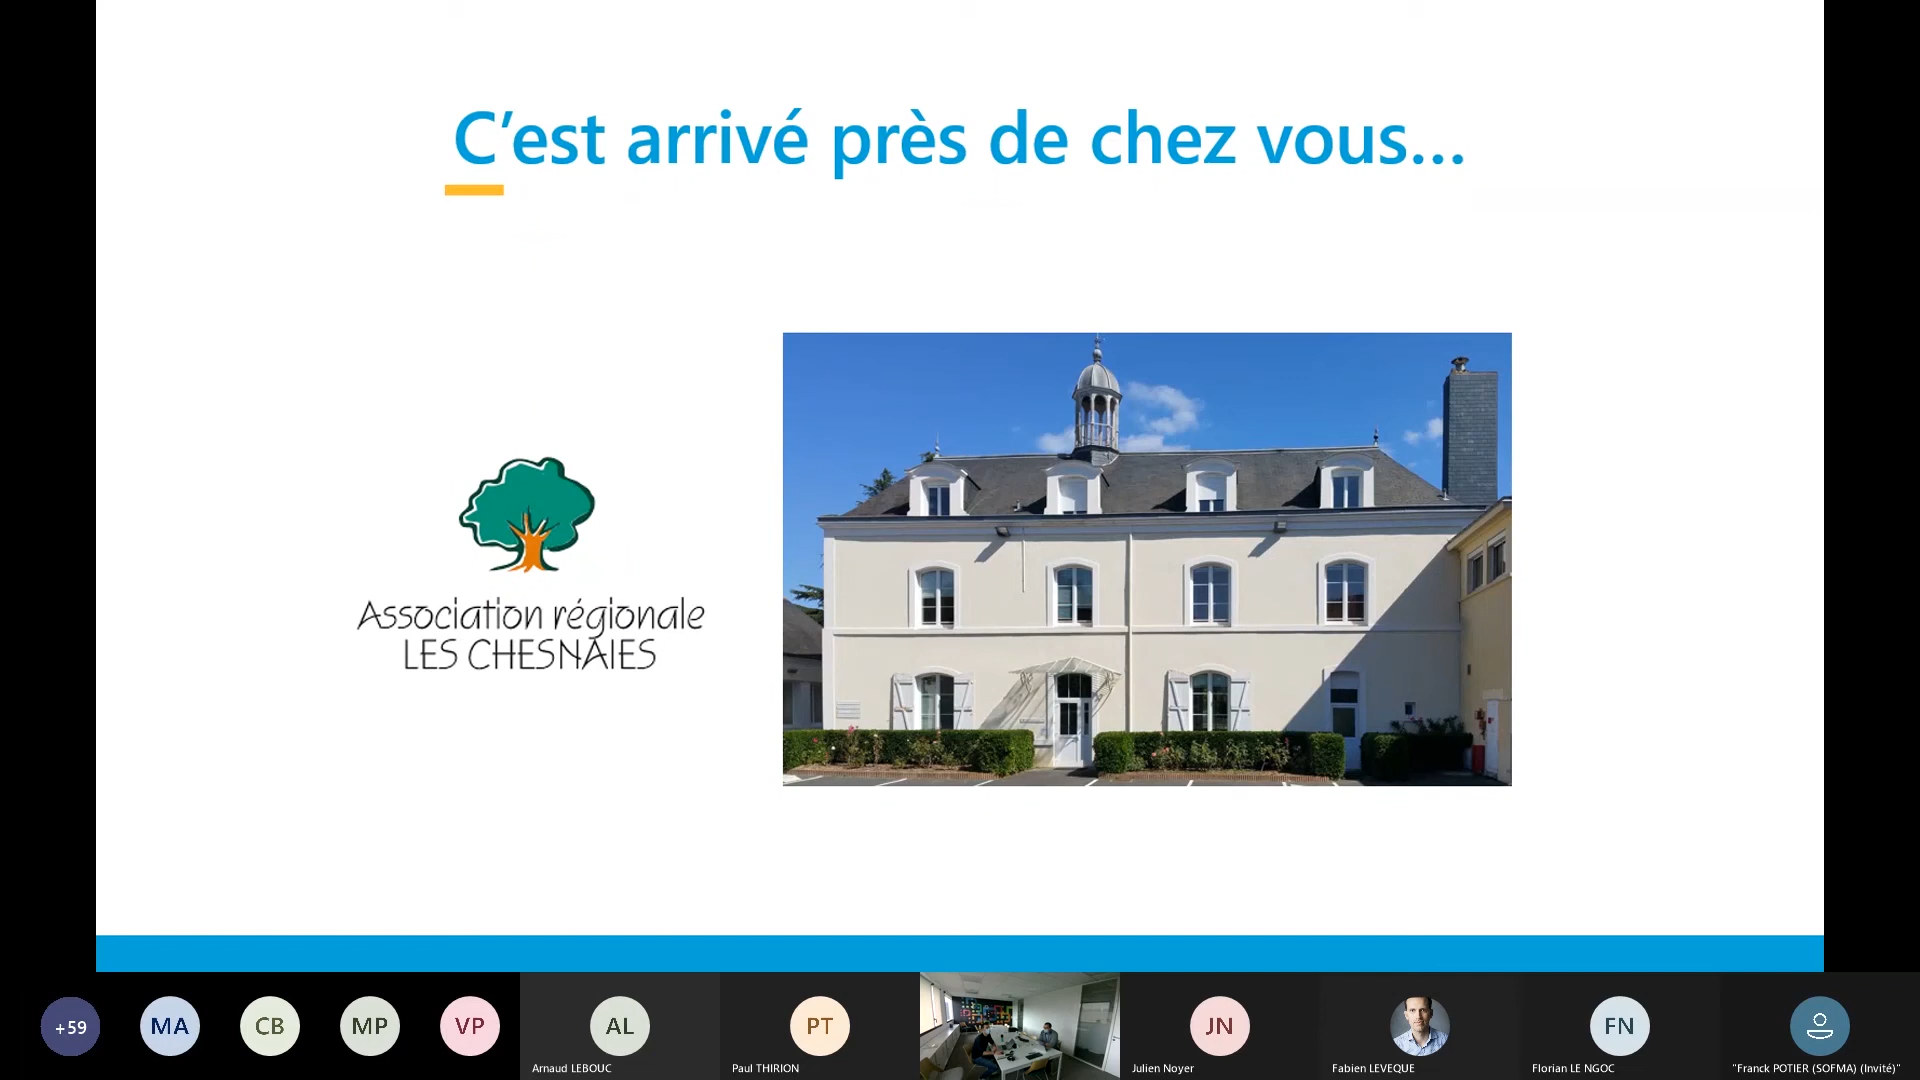 C’est arrivé près de chez vous...
Association régionale
LES CHESNAIES
+59
MA
CB
MP
VP
AL
PT
JN
FN
Arnaud LEBOUC
Paul THIRION
Julien Noyer
Fabien LEVEQUE
Florian LE NGOC
"Franck POTIER (SOFMA) (Invité)"